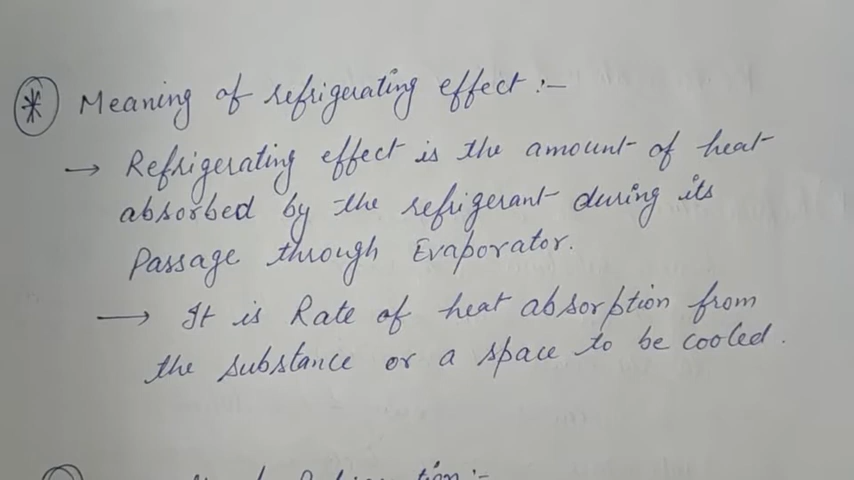 * Meaning of refrigerating effect :-
→ Refrigerating effect is the amount of heat
absorbed by the refrigerant during its
Passage through Evaporator.
→ It is Rate of heat absorption from
the substance or a space to be cooled.